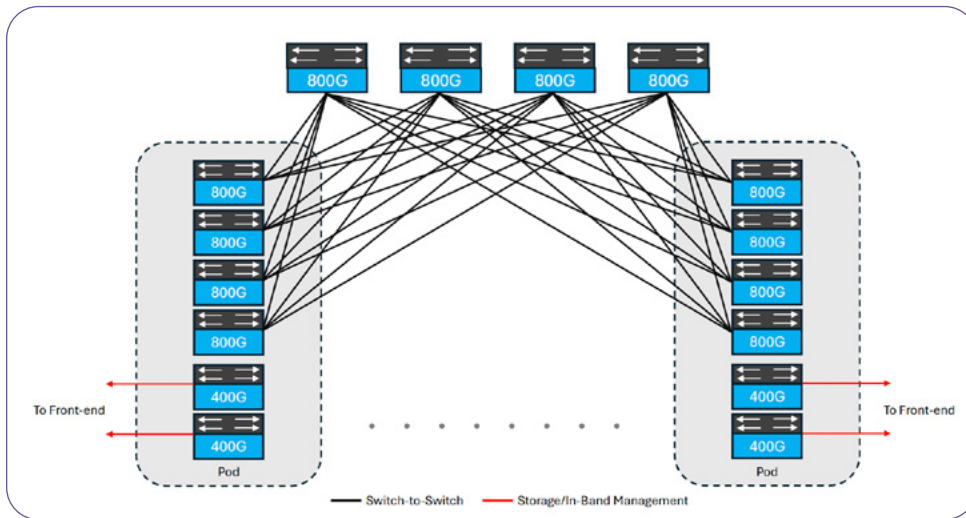 800G 800G 800G 800G
800G 800G
800G 800G
800G 800G
800G 800G
400G 400G
To Front-end To Front-end
400G 400G
Pod Pod
Switch-to-Switch Storage/In-Band Management